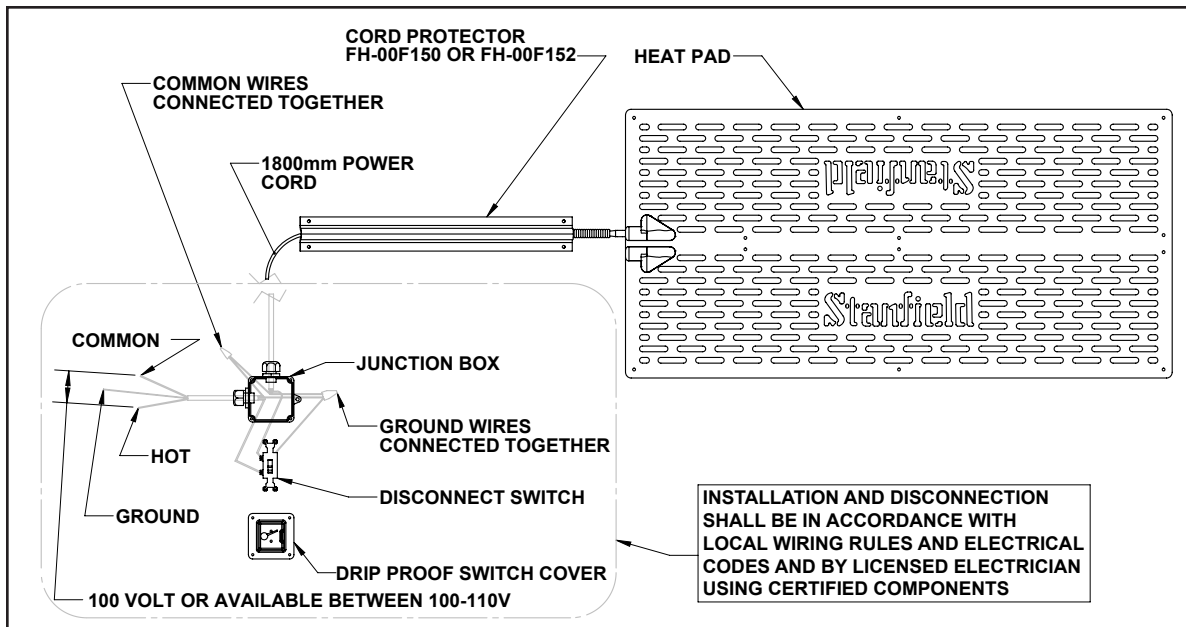 CORD PROTECTOR
FH-00F150 OR FH-00F152
HEAT PAD
COMMON WIRES
CONNECTED TOGETHER
1800mm POWER
CORD
Stanfield
Stanfield
COMMON
JUNCTION BOX
GROUND WIRES
CONNECTED TOGETHER
HOT
DISCONNECT SWITCH
GROUND
DRIP PROOF SWITCH COVER
100 VOLT OR AVAILABLE BETWEEN 100-110V
INSTALLATION AND DISCONNECTION
SHALL BE IN ACCORDANCE WITH
LOCAL WIRING RULES AND ELECTRICAL
CODES AND BY LICENSED ELECTRICIAN
USING CERTIFIED COMPONENTS